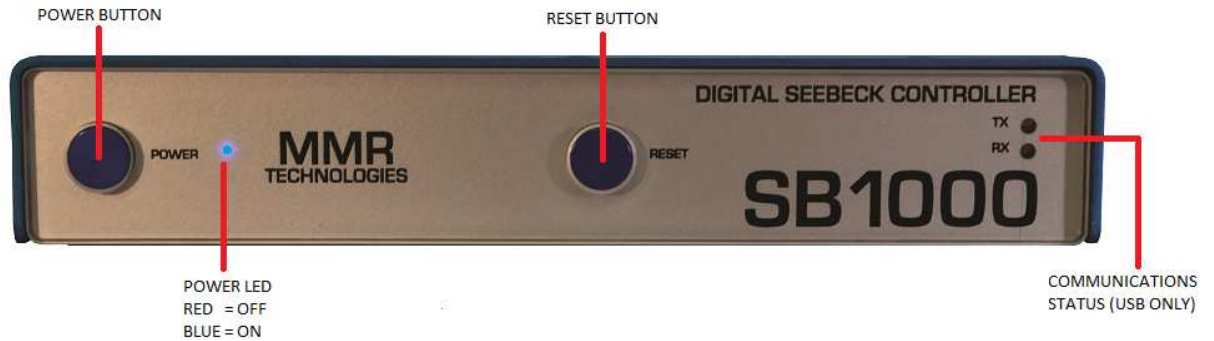 POWER BUTTON
RESET BUTTON
DIGITAL SEEBECK CONTROLLER
TX
RX
POWER
MMR
TECHNOLOGIES
RESET
SB1000
POWER LED
RED = OFF
BLUE = ON
COMMUNICATIONS
STATUS (USB ONLY)